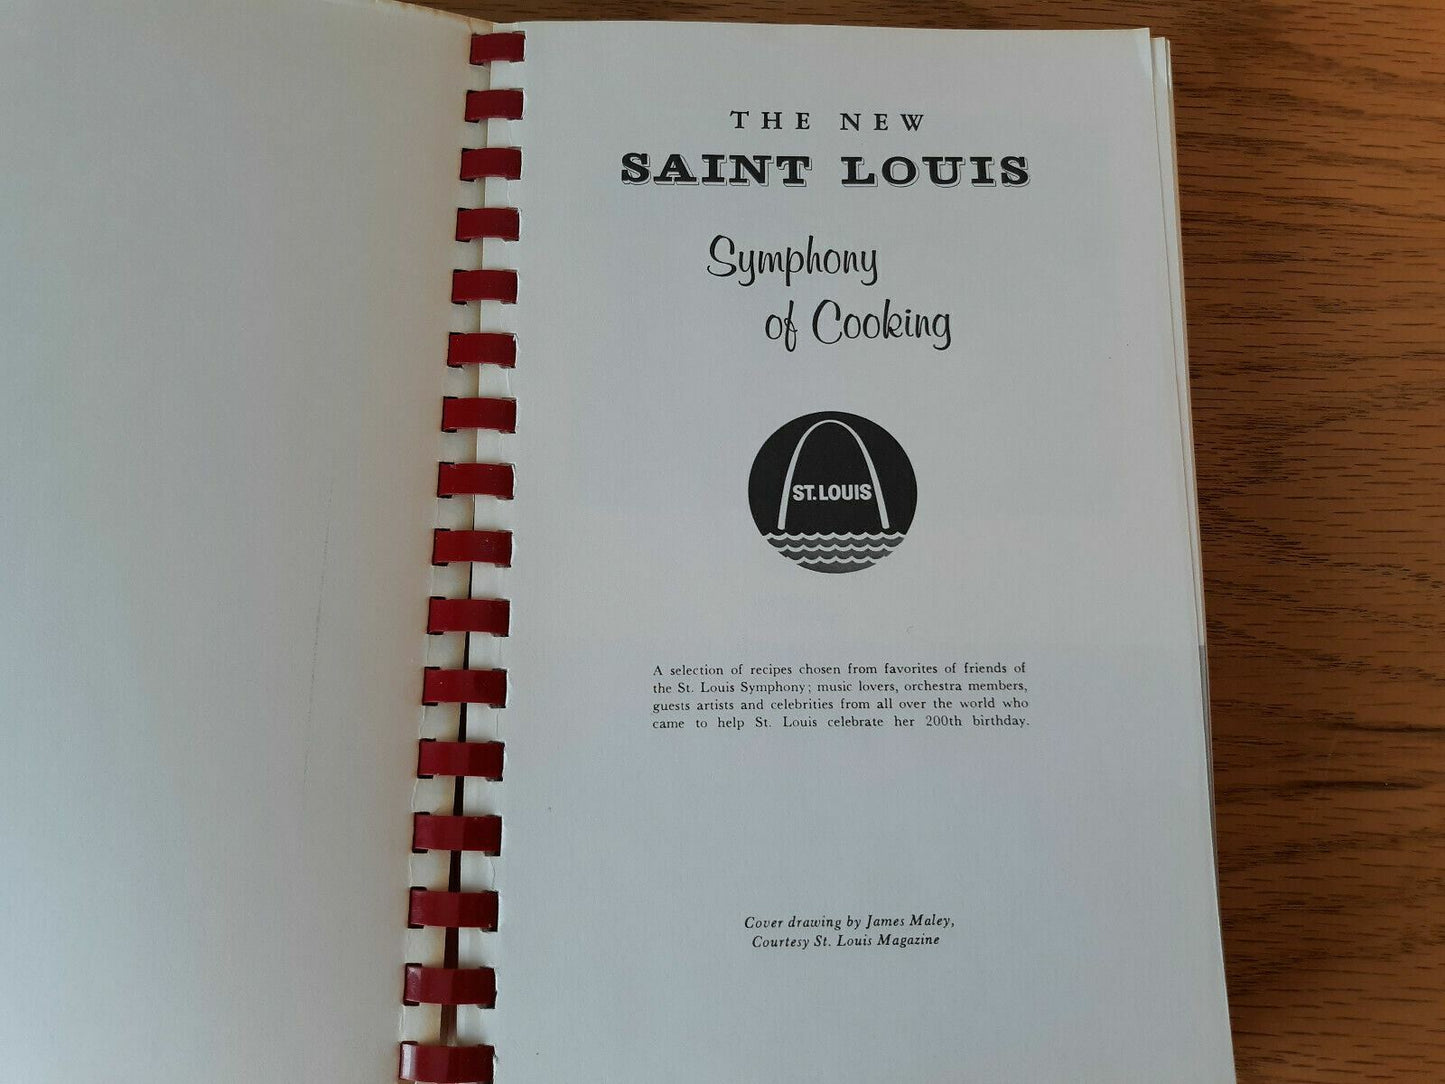 THE NEW
SAINT LOUIS
Symphony
of Cooking
ST. LOUIS
A selection of recipes chosen from favorites of friends of
the St. Louis Symphony; music lovers, orchestra members,
guests artists and celebrities from all over the world who
came to help St. Louis celebrate her 200th birthday.
Cover drawing by James Maley,
Courtesy St. Louis Magazine